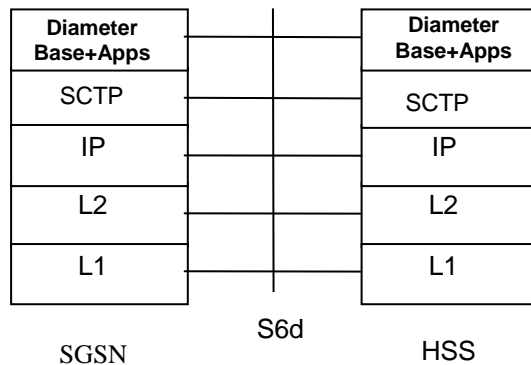 Diameter
Base+Apps
SCTP
IP
L2
L1
SGSN
S6d
Diameter
Base+Apps
SCTP
IP
L2
L1
HSS